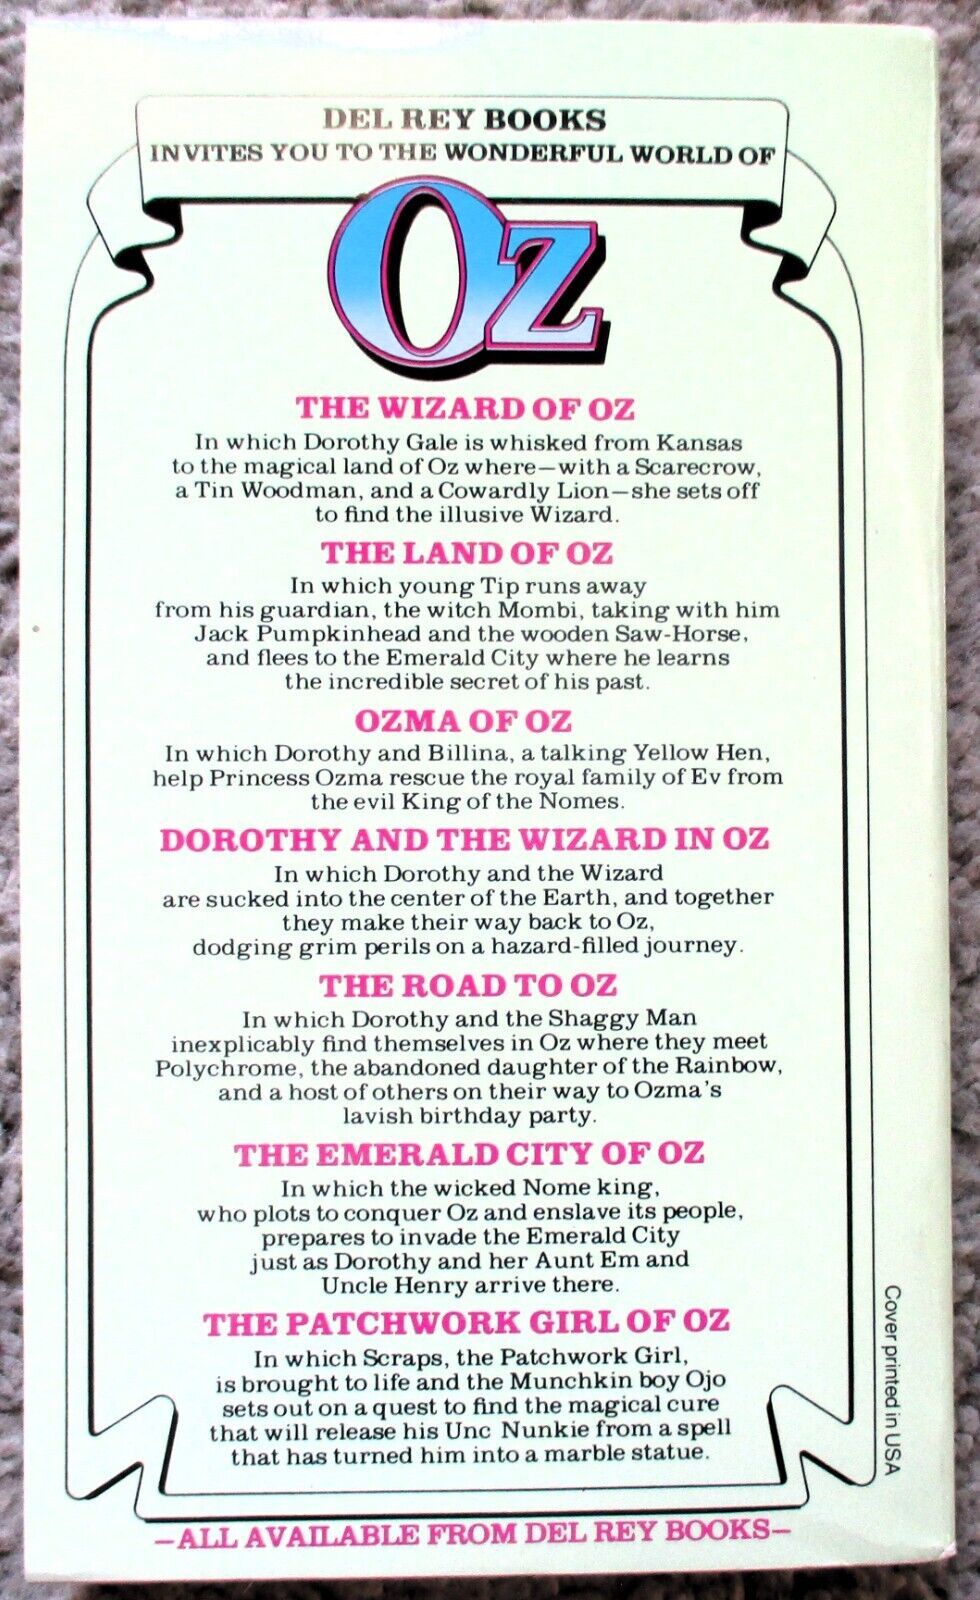 DEL REY BOOKS
INVITES YOU TO THE WONDERFUL WORLD OF
Oz
THE WIZARD OF OZ
In which Dorothy Gale is whisked from Kansas
to the magical land of Oz where—with a Scarecrow,
a Tin Woodman, and a Cowardly Lion—she sets off
to find the illusive Wizard.
THE LAND OF OZ
In which young Tip runs away
from his guardian, the witch Mombi, taking with him
Jack Pumpkinhead and the wooden Saw-Horse,
and flees to the Emerald City where he learns
the incredible secret of his past.
OZMA OF OZ
In which Dorothy and Billina, a talking Yellow Hen,
help Princess Ozma rescue the royal family of Ev from
the evil King of the Nomes.
DOROTHY AND THE WIZARD IN OZ
In which Dorothy and the Wizard
are sucked into the center of the Earth, and together
they make their way back to Oz,
dodging grim perils on a hazard-filled journey.
THE ROAD TO OZ
In which Dorothy and the Shaggy Man
inexplicably find themselves in Oz where they meet
Polychrome, the abandoned daughter of the Rainbow,
and a host of others on their way to Ozma's
lavish birthday party.
THE EMERALD CITY OF OZ
In which the wicked Nome king,
who plots to conquer Oz and enslave its people,
prepares to invade the Emerald City
just as Dorothy and her Aunt Em and
Uncle Henry arrive there.
THE PATCHWORK GIRL OF OZ
In which Scraps, the Patchwork Girl,
is brought to life and the Munchkin boy Ojo
sets out on a quest to find the magical cure
that will release his Unc Nunkie from a spell
that has turned him into a marble statue.
—ALL AVAILABLE FROM DEL REY BOOKS—
Cover printed in USA